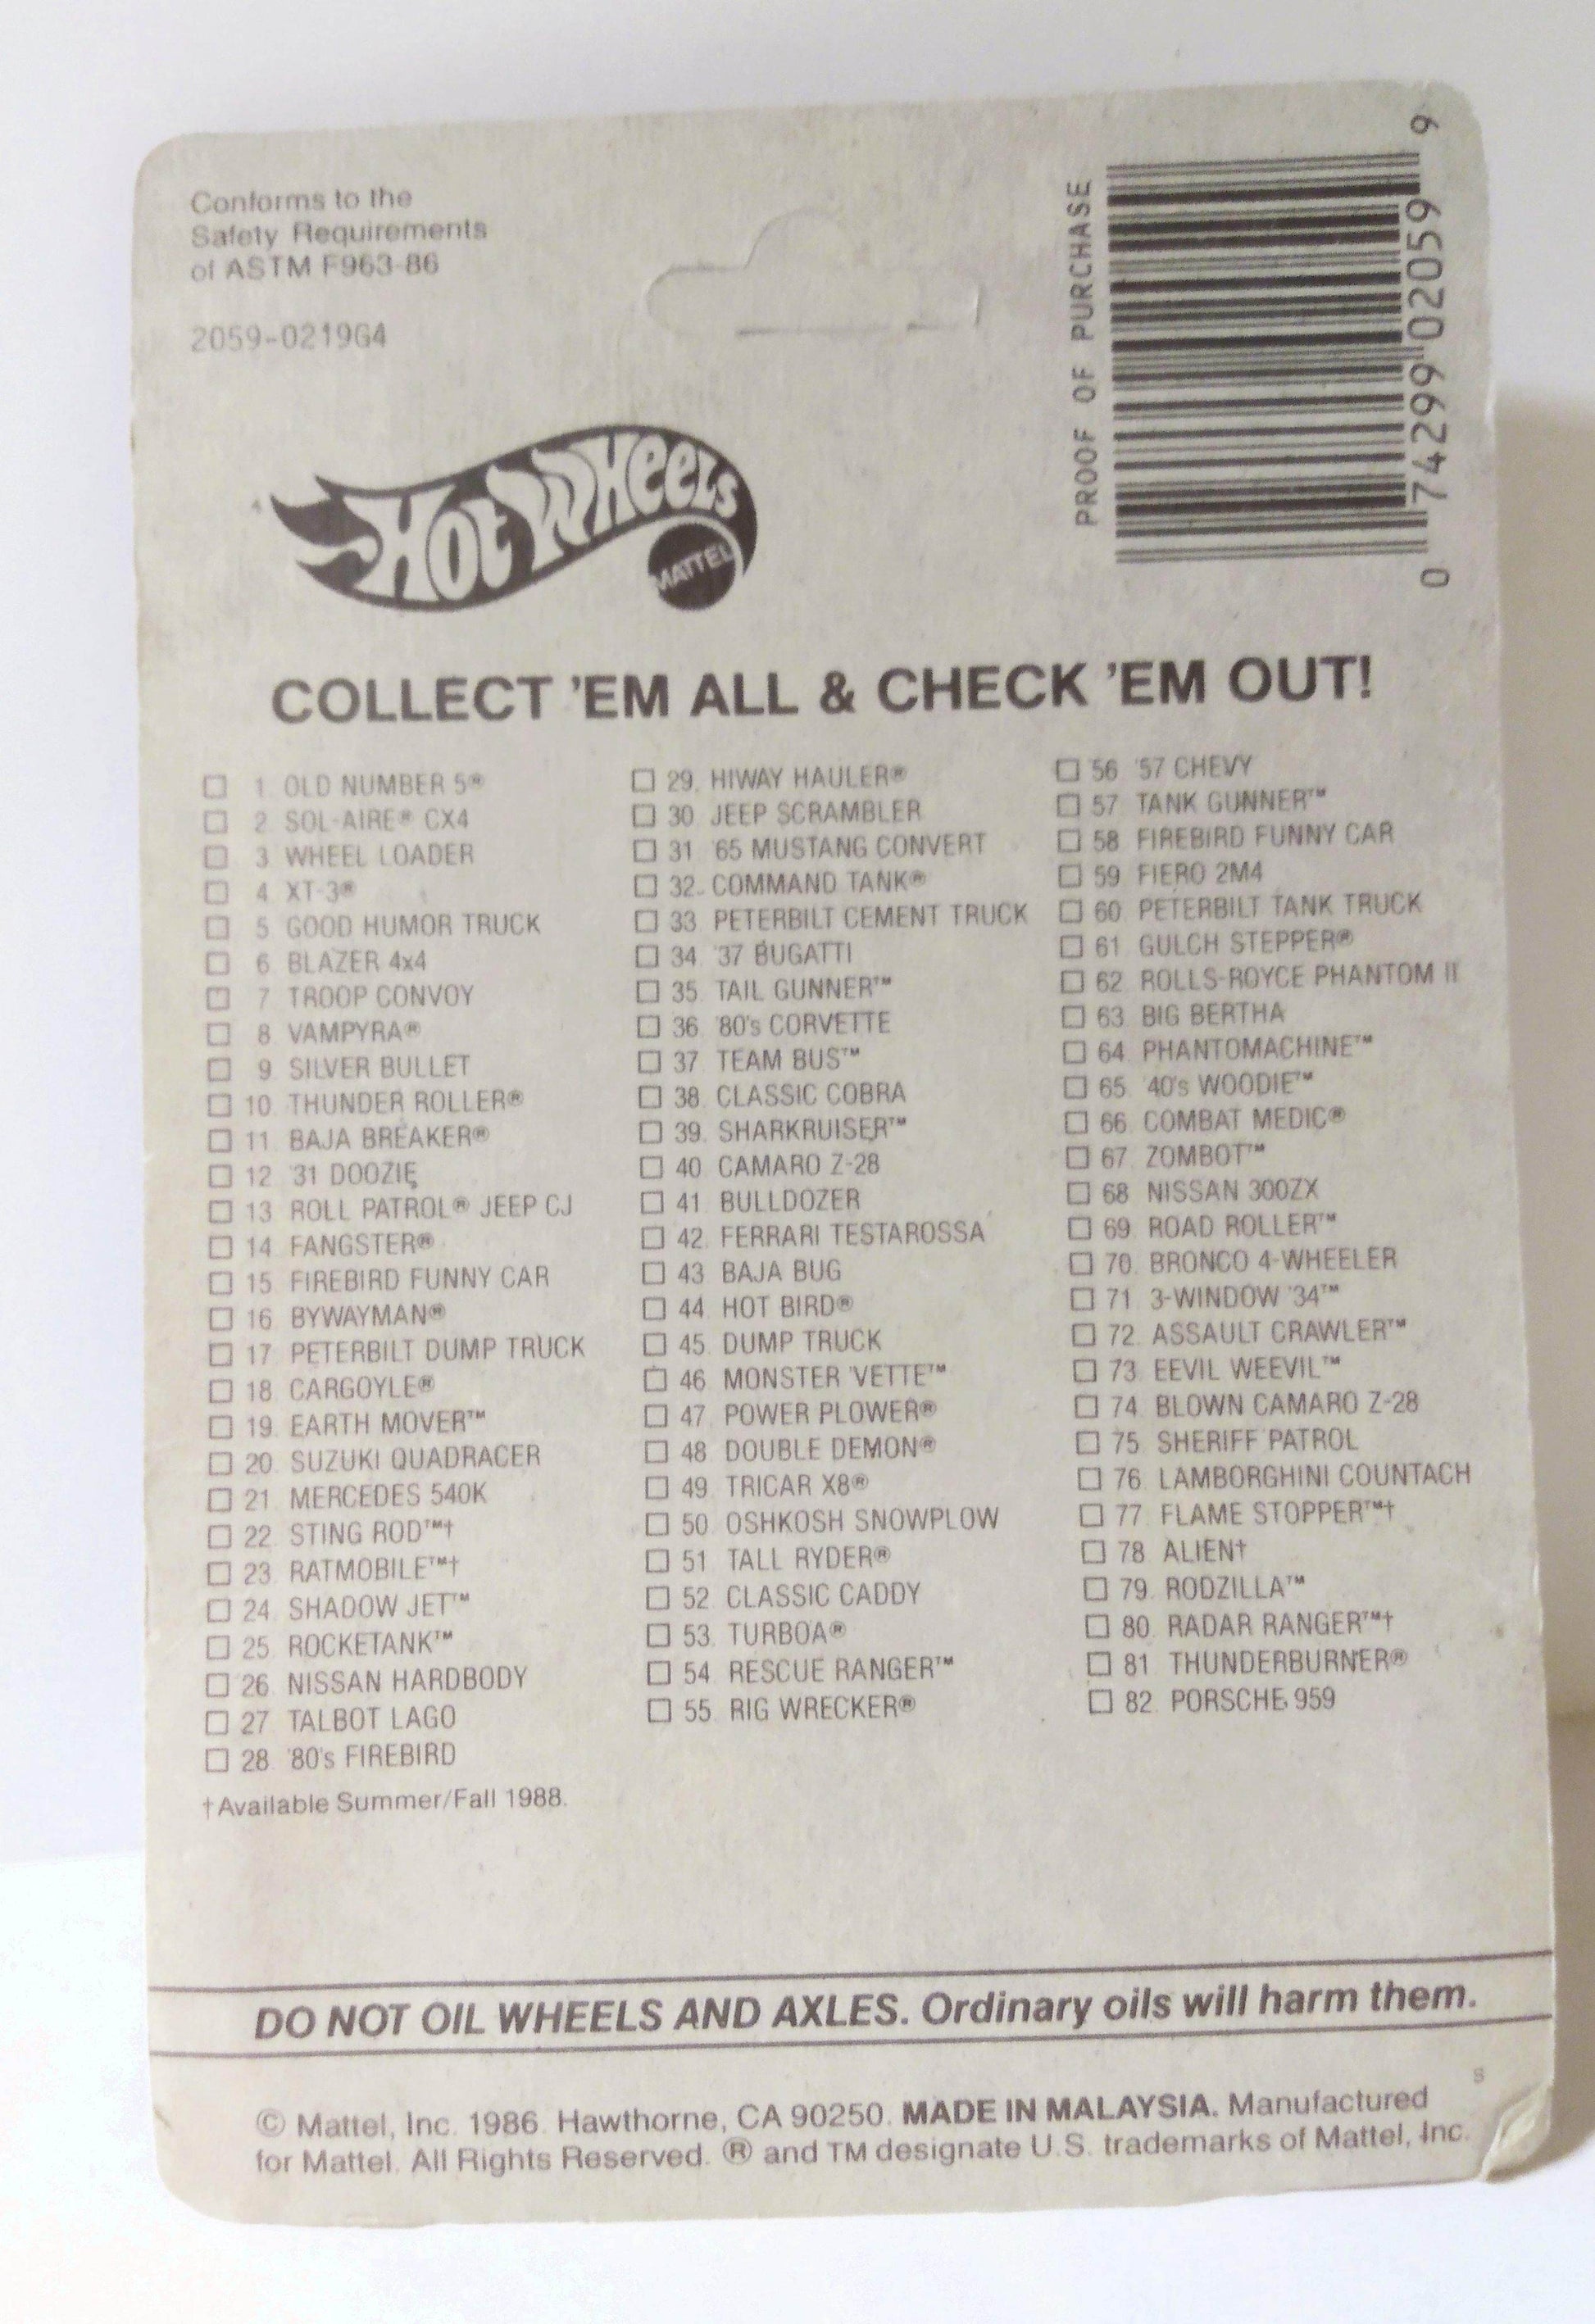 Conforms to the
Safety Requirements
of ASTM F963-86
2059-0219G4
PROOF OF PURCHASE
0 74299 02059 9
Hot Wheels
MATTEL
COLLECT 'EM ALL & CHECK 'EM OUT!
1 OLD NUMBER 5®
2 SOL-AIRE® CX4
3 WHEEL LOADER
4 XT-3®
5 GOOD HUMOR TRUCK
6 BLAZER 4x4
7 TROOP CONVOY
8 VAMPYRA®
9. SILVER BULLET
10 THUNDER ROLLER®
11 BAJA BREAKER®
12 '31 DOOZIE
13 ROLL PATROL® JEEP CJ
14 FANGSTER®
15 FIREBIRD FUNNY CAR
16 BYWAYMAN®
17 PETERBILT DUMP TRUCK
18 CARGOYLE®
19 EARTH MOVER™
20 SUZUKI QUADRACER
21 MERCEDES 540K
22 STING ROD™†
23 RATMOBILE™†
24 SHADOW JET™
25 ROCKETANK™
26 NISSAN HARDBODY
27 TALBOT LAGO
28 '80's FIREBIRD
†Available Summer/Fall 1988.
29. HIWAY HAULER®
30 JEEP SCRAMBLER
31 '65 MUSTANG CONVERT
32. COMMAND TANK®
33 PETERBILT CEMENT TRUCK
34 '37 BUGATTI
35 TAIL GUNNER™
36 '80's CORVETTE
37 TEAM BUS™
38 CLASSIC COBRA
39. SHARKRUISER™
40 CAMARO Z-28
41 BULLDOZER
42. FERRARI TESTAROSSA
43 BAJA BUG
44 HOT BIRD®
45. DUMP TRUCK
46 MONSTER 'VETTE™
47 POWER PLOWER®
48 DOUBLE DEMON®
49 TRICAR X8®
50 OSHKOSH SNOWPLOW
51 TALL RYDER®
52 CLASSIC CADDY
53. TURBOA®
54 RESCUE RANGER™
55 RIG WRECKER®
56 '57 CHEVY
57 TANK GUNNER™
58 FIREBIRD FUNNY CAR
59 FIERO 2M4
60 PETERBILT TANK TRUCK
61 GULCH STEPPER®
62 ROLLS-ROYCE PHANTOM II
63 BIG BERTHA
64 PHANTOMACHINE™
65 '40's WOODIE™
66 COMBAT MEDIC®
67 ZOMBOT™
68 NISSAN 300ZX
69 ROAD ROLLER™
70. BRONCO 4-WHEELER
71 3-WINDOW '34™
72. ASSAULT CRAWLER™
73 EEVIL WEEVIL™
74 BLOWN CAMARO Z-28
75 SHERIFF PATROL
76 LAMBORGHINI COUNTACH
77 FLAME STOPPER™†
78 ALIEN†
79. RODZILLA™
80. RADAR RANGER™†
81 THUNDERBURNER®
82 PORSCHE 959
DO NOT OIL WHEELS AND AXLES. Ordinary oils will harm them.
S
© Mattel, Inc. 1986. Hawthorne, CA 90250. MADE IN MALAYSIA. Manufactured
for Mattel. All Rights Reserved. ® and TM designate U.S. trademarks of Mattel, Inc.